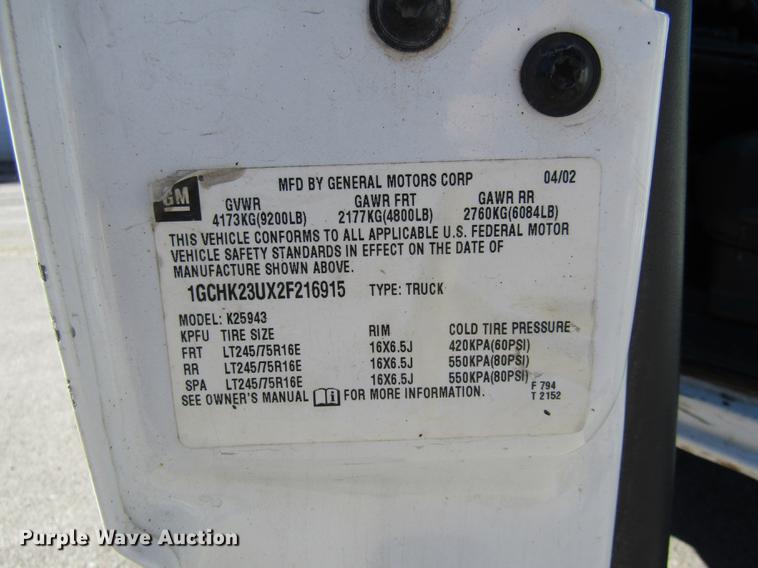 GM
MFD BY GENERAL MOTORS CORP 04/02
GVWR GAWR FRT GAWR RR
4173KG(9200LB) 2177KG(4800LB) 2760KG(6084LB)
THIS VEHICLE CONFORMS TO ALL APPLICABLE U.S. FEDERAL MOTOR
VEHICLE SAFETY STANDARDS IN EFFECT ON THE DATE OF
MANUFACTURE SHOWN ABOVE.
1GCHK23UX2F216915 TYPE: TRUCK
MODEL: K25943
KPFU TIRE SIZE RIM COLD TIRE PRESSURE
FRT LT245/75R16E 16X6.5J 420KPA(60PSI)
RR LT245/75R16E 16X6.5J 550KPA(80PSI)
SPA LT245/75R16E 16X6.5J 550KPA(80PSI)
SEE OWNER'S MANUAL i FOR MORE INFORMATION.
F 794
T 2152
Purple Wave Auction